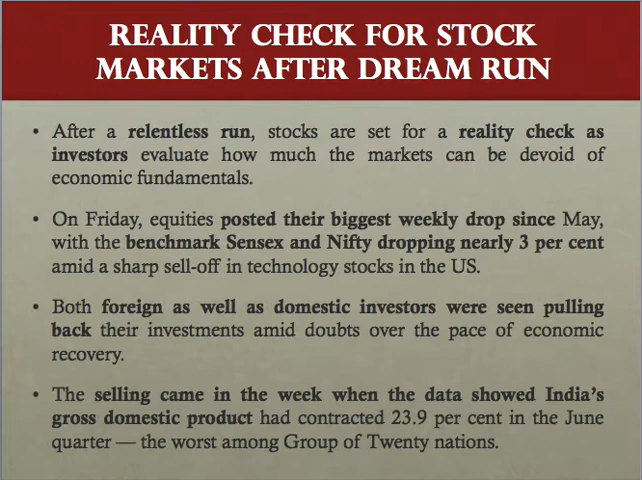 REALITY CHECK FOR STOCK
MARKETS AFTER DREAM RUN
• After a relentless run, stocks are set for a reality check as
investors evaluate how much the markets can be devoid of
economic fundamentals.
• On Friday, equities posted their biggest weekly drop since May,
with the benchmark Sensex and Nifty dropping nearly 3 per cent
amid a sharp sell-off in technology stocks in the US.
• Both foreign as well as domestic investors were seen pulling
back their investments amid doubts over the pace of economic
recovery.
• The selling came in the week when the data showed India's
gross domestic product had contracted 23.9 per cent in the June
quarter — the worst among Group of Twenty nations.